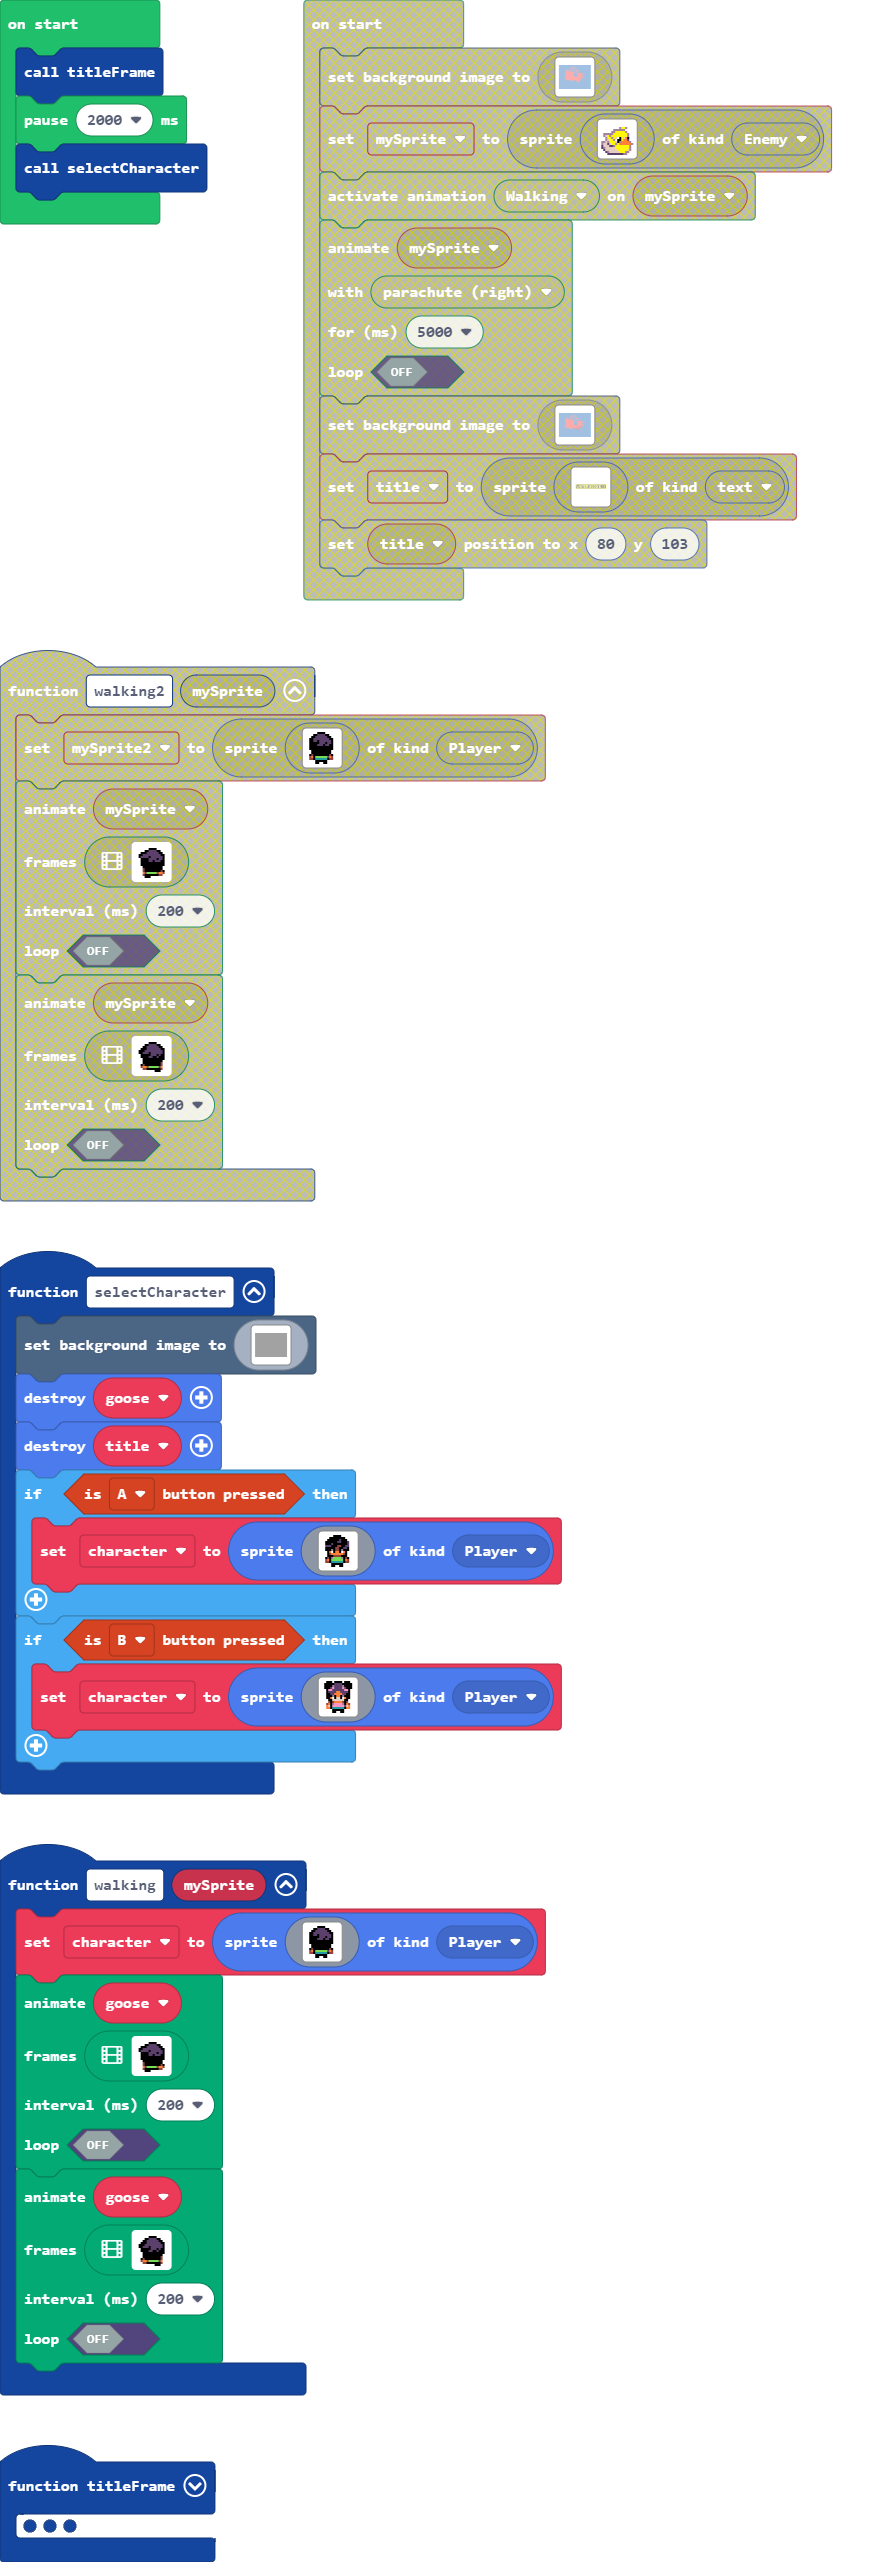 on start
call titleFrame
pause 2000 ms
call selectCharacter
on start
set background image to
set mySprite to sprite of kind Enemy
activate animation Walking on mySprite
animate mySprite
with parachute (right)
for (ms) 5000
loop OFF
set background image to
set title to sprite of kind text
set title position to x 80 y 103
function walking2 mySprite
set mySprite2 to sprite of kind Player
animate mySprite
frames
interval (ms) 200
loop OFF
animate mySprite
frames
interval (ms) 200
loop OFF
function selectCharacter
set background image to
destroy goose
destroy title
if is A button pressed then
set character to sprite of kind Player
if is B button pressed then
set character to sprite of kind Player
function walking mySprite
set character to sprite of kind Player
animate goose
frames
interval (ms) 200
loop OFF
animate goose
frames
interval (ms) 200
loop OFF
function titleFrame